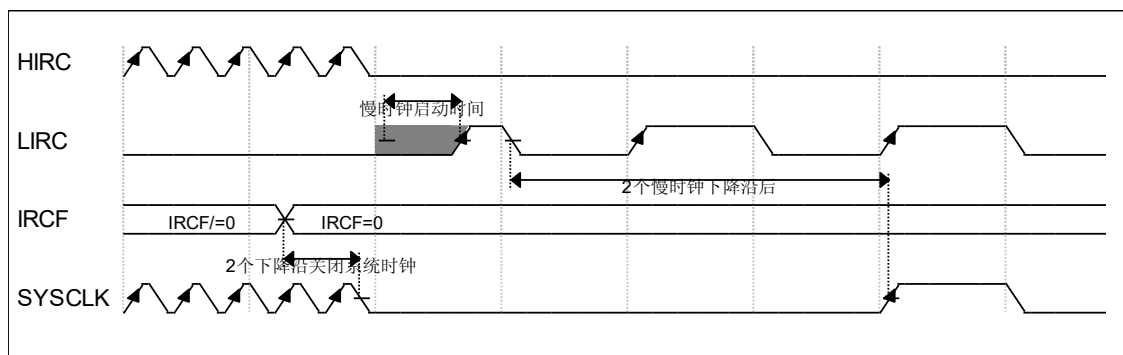 HIRC
慢时钟启动时间
LIRC
2个慢时钟下降沿后
IRCF
IRCF/=0
IRCF=0
2个下降沿关闭系统时钟
SYSCLK